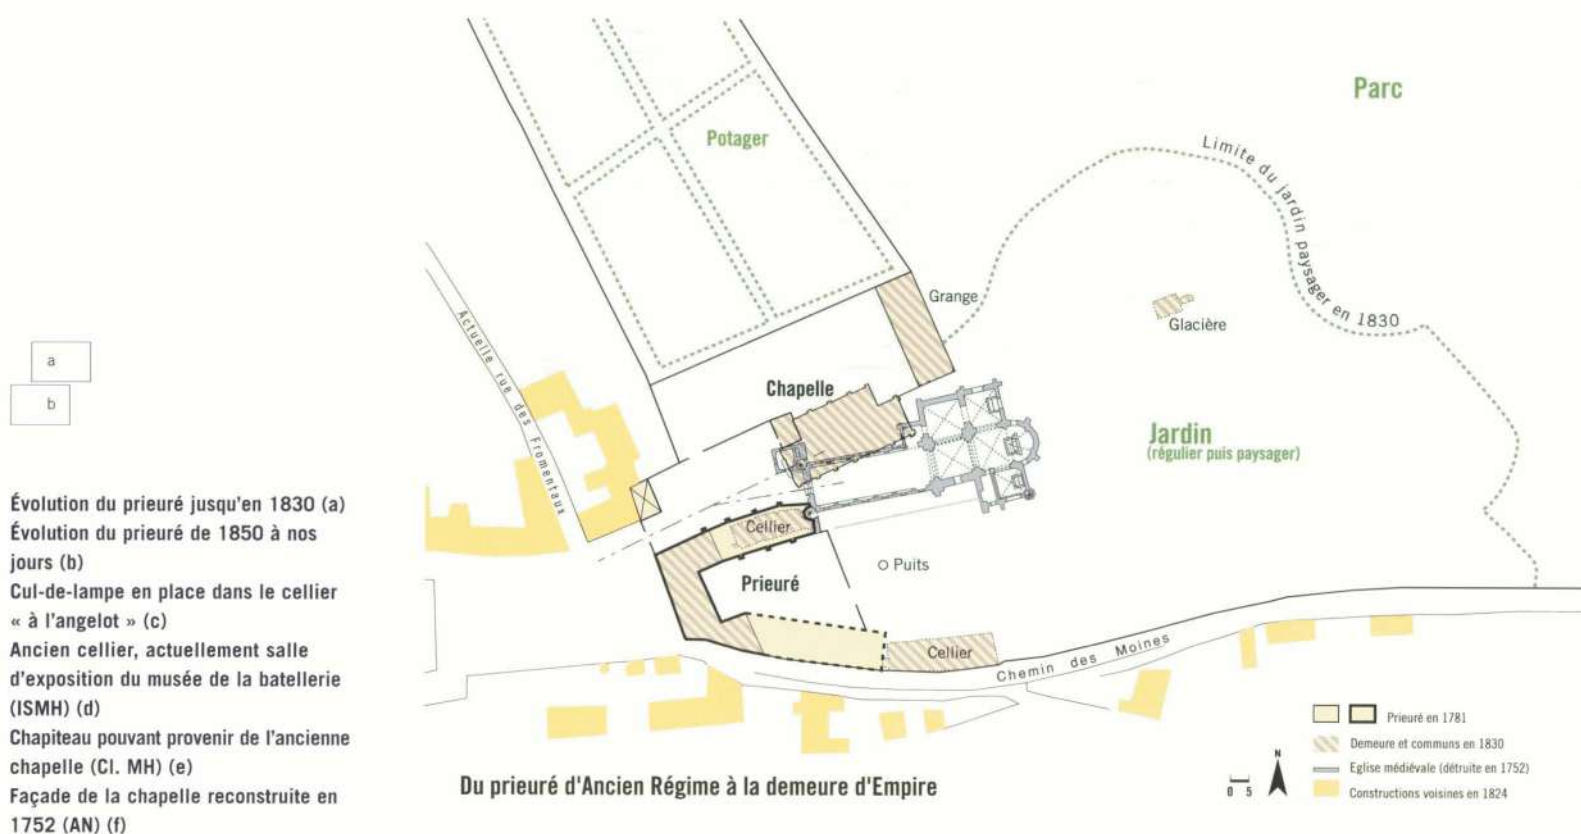 a
b
Évolution du prieuré jusqu'en 1830 (a)
Évolution du prieuré de 1850 à nos
jours (b)
Cul-de-lampe en place dans le cellier
« à l'angelot » (c)
Ancien cellier, actuellement salle
d'exposition du musée de la batellerie
(ISMH) (d)
Chapiteau pouvant provenir de l'ancienne
chapelle (Cl. MH) (e)
Façade de la chapelle reconstruite en
1752 (AN) (f)
Parc
Potager
Limite du jardin paysager en 1830
Grange
Glacière
Actuelle rue des Fromentaux
Chapelle
Jardin
(régulier puis paysager)
Cellier
Puits
Prieuré
Cellier
Chemin des Moines
Du prieuré d'Ancien Régime à la demeure d'Empire
0 5
N
Prieuré en 1781
Demeure et communs en 1830
Eglise médiévale (détruite en 1752)
Constructions voisines en 1824